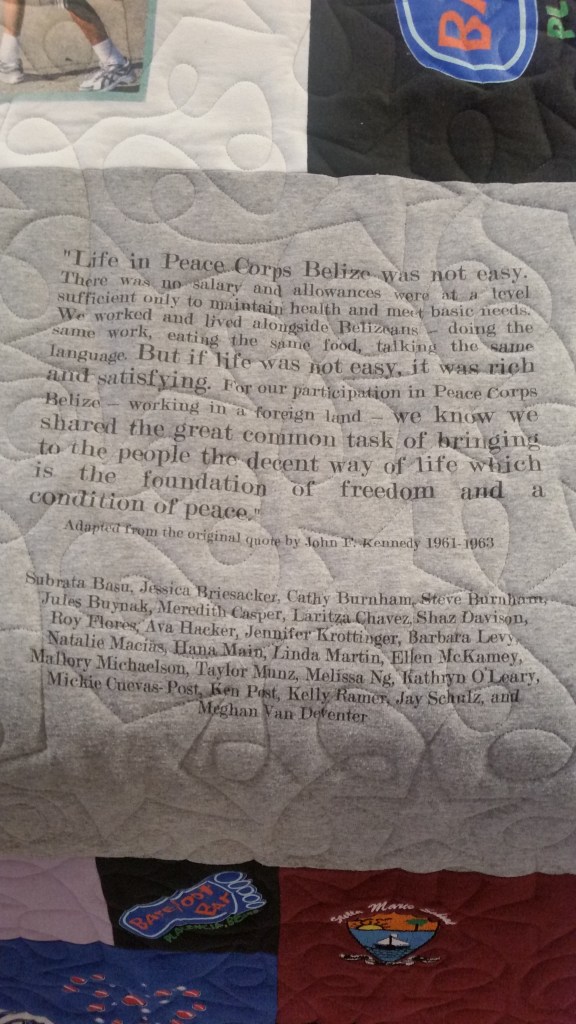 BA
PL
"Life in Peace Corps Belize was not easy.
There was no salary and allowances were at a level
sufficient only to maintain health and meet basic needs.
We worked and lived alongside Belizeans – doing the
same work, eating the same food, talking the same
language. But if life was not easy, it was rich
and satisfying. For our participation in Peace Corps
Belize – working in a foreign land – we know we
shared the great common task of bringing
to the people the decent way of life which
is the foundation of freedom and a
condition of peace."
Adapted from the original quote by John F. Kennedy 1961-1963
Subrata Basu, Jessica Briesacker, Cathy Burnham, Steve Burnham,
Jules Buynak, Meredith Casper, Laritza Chavez, Shaz Davison,
Roy Flores, Ava Hacker, Jennifer Krottinger, Barbara Levy,
Natalie Macias, Hana Main, Linda Martin, Ellen McKamey,
Mallory Michaelson, Taylor Munz, Melissa Ng, Kathryn O'Leary,
Mickie Cuevas-Post, Ken Post, Kelly Ramer, Jay Schulz, and
Meghan Van Deventer
Barefoot
Bar
Placencia,
Stella Maris School